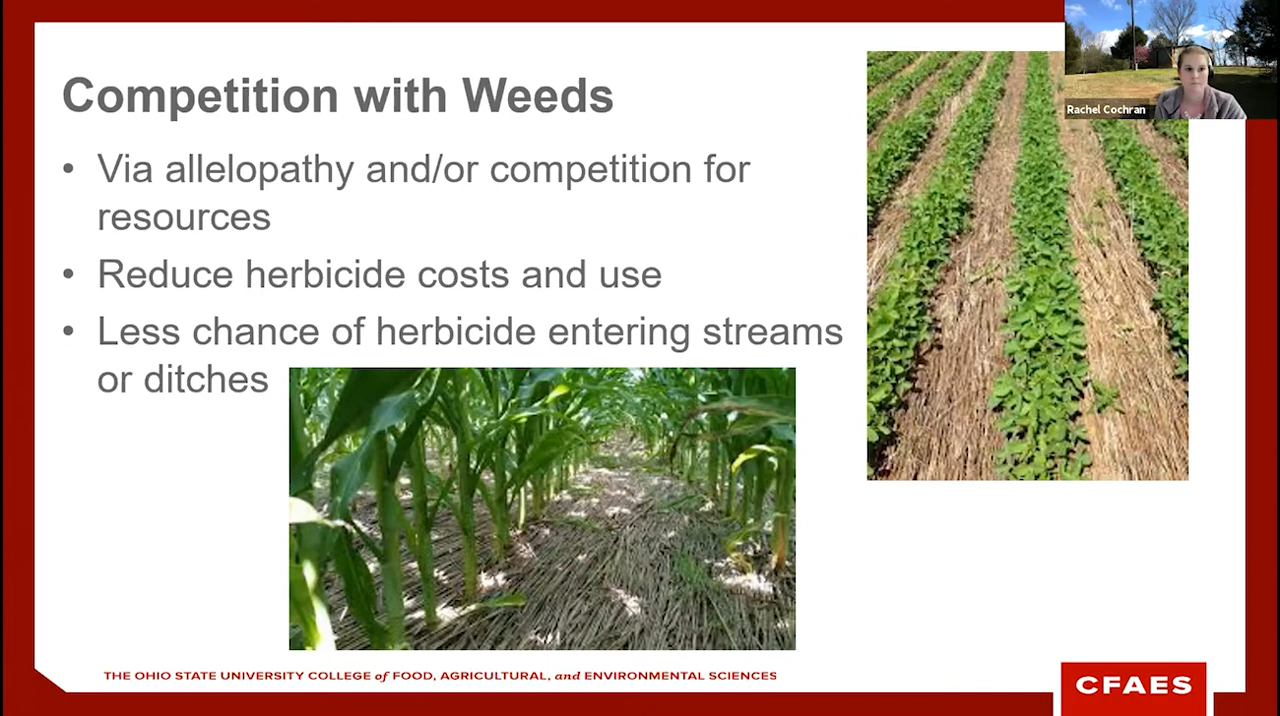 Competition with Weeds
Rachel Cochran
• Via allelopathy and/or competition for
resources
• Reduce herbicide costs and use
• Less chance of herbicide entering streams
or ditches
THE OHIO STATE UNIVERSITY COLLEGE of FOOD, AGRICULTURAL, and ENVIRONMENTAL SCIENCES
CFAES